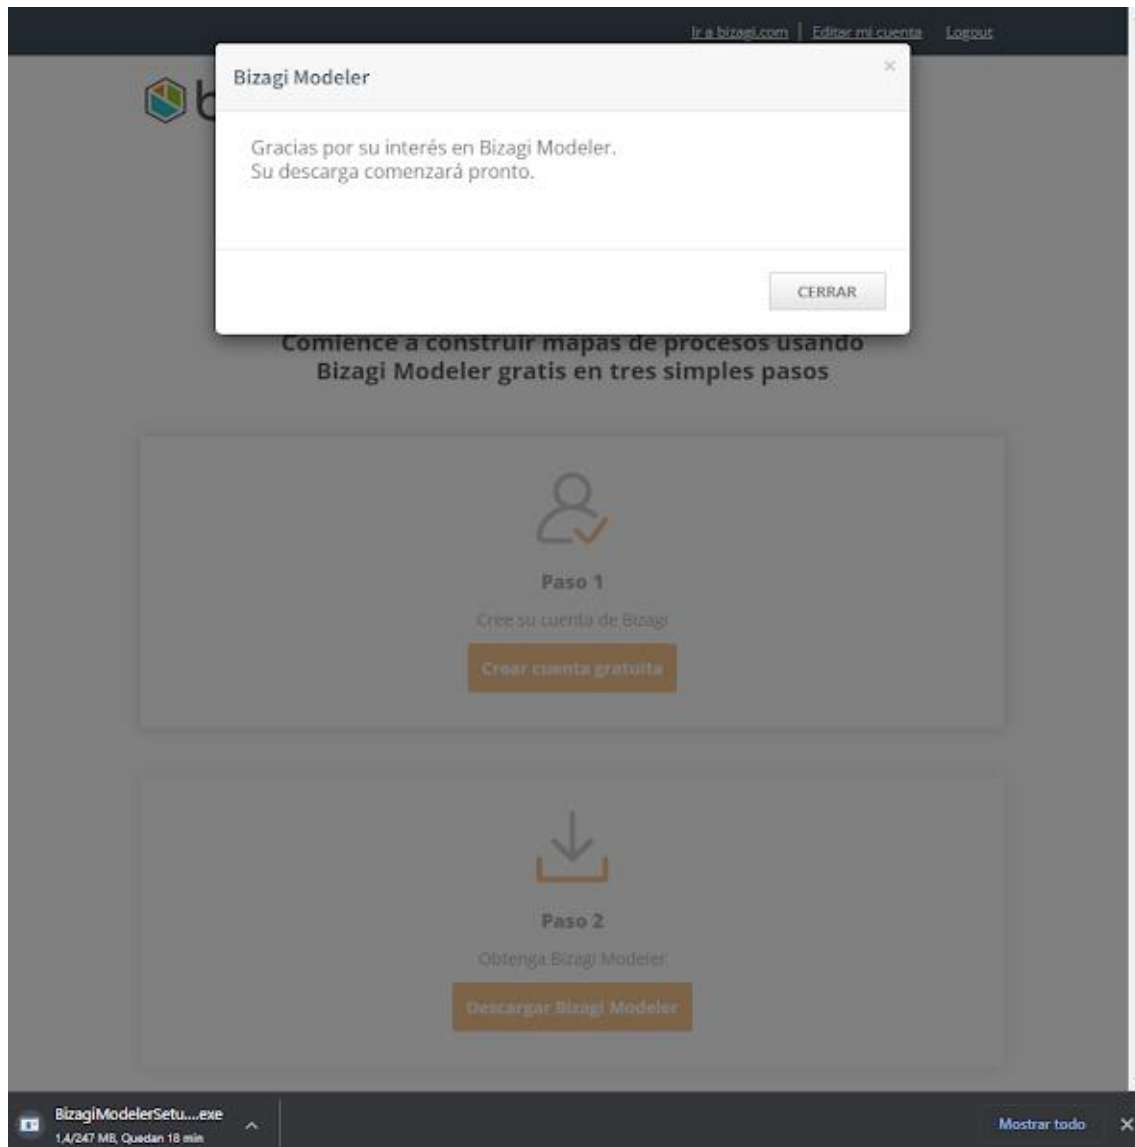 Ir a bizagi.com | Editar mi cuenta Logout
Bizagi Modeler ×
b
Gracias por su interés en Bizagi Modeler.
Su descarga comenzará pronto.
CERRAR
Comience a construir mapas de procesos usando
Bizagi Modeler gratis en tres simples pasos
Paso 1
Cree su cuenta de Bizagi
Crear cuenta gratuita
Paso 2
Obtenga Bizagi Modeler
Descargar Bizagi Modeler
BizagiModelerSetu....exe
1,4/247 MB, Quedan 18 min
Mostrar todo